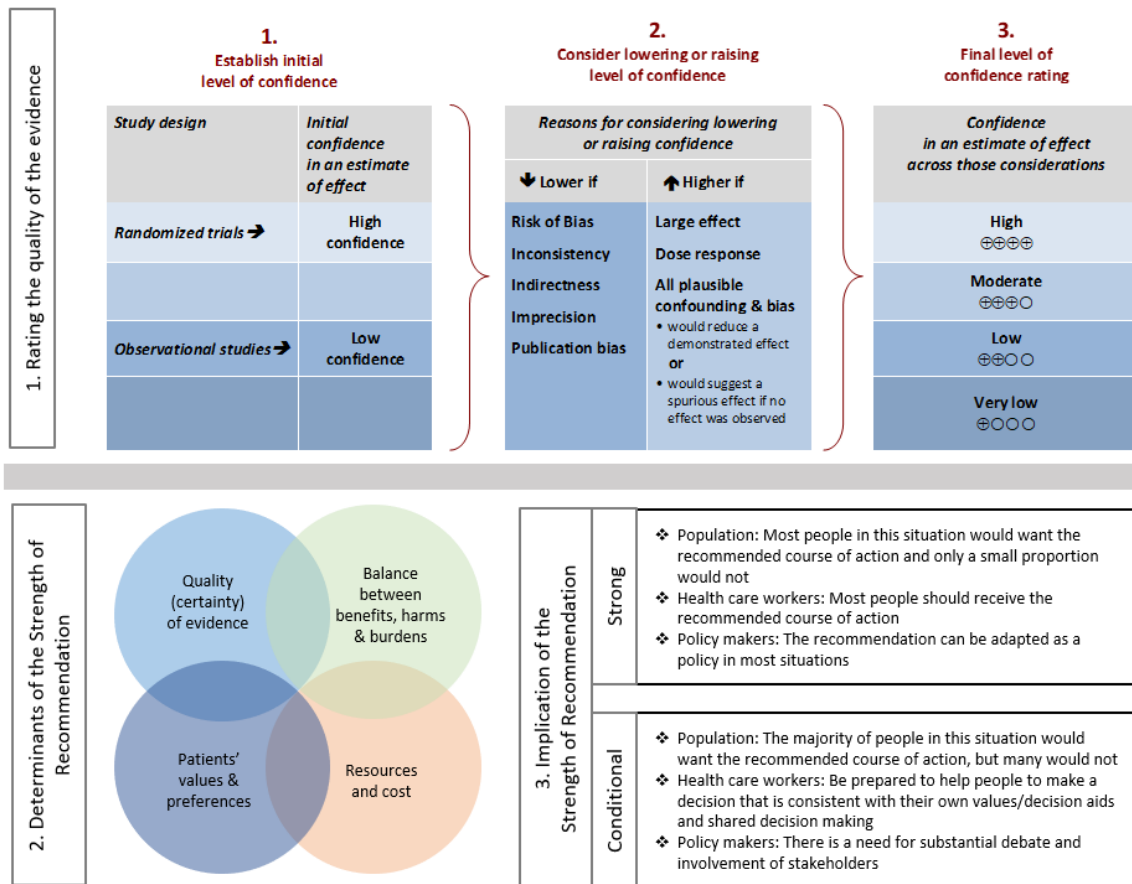 1. Rating the quality of the evidence
1.
Establish initial
level of confidence
2.
Consider lowering or raising
level of confidence
3.
Final level of
confidence rating
Study design
Initial
confidence
in an estimate
of effect
Randomized trials ➔
High
confidence
Observational studies ➔
Low
confidence
Reasons for considering lowering
or raising confidence
🡇 Lower if
🡅 Higher if
Risk of Bias
Inconsistency
Indirectness
Imprecision
Publication bias
Large effect
Dose response
All plausible
confounding & bias
• would reduce a
demonstrated effect
or
• would suggest a
spurious effect if no
effect was observed
Confidence
in an estimate of effect
across those considerations
High
⊕⊕⊕⊕
Moderate
⊕⊕⊕○
Low
⊕⊕○○
Very low
⊕○○○
2. Determinants of the Strength of
Recommendation
Quality
(certainty)
of evidence
Balance
between
benefits, harms
& burdens
Patients’
values &
preferences
Resources
and cost
3. Implication of the
Strength of Recommendation
Strong
❖ Population: Most people in this situation would want the
recommended course of action and only a small proportion
would not
❖ Health care workers: Most people should receive the
recommended course of action
❖ Policy makers: The recommendation can be adapted as a
policy in most situations
Conditional
❖ Population: The majority of people in this situation would
want the recommended course of action, but many would not
❖ Health care workers: Be prepared to help people to make a
decision that is consistent with their own values/decision aids
and shared decision making
❖ Policy makers: There is a need for substantial debate and
involvement of stakeholders